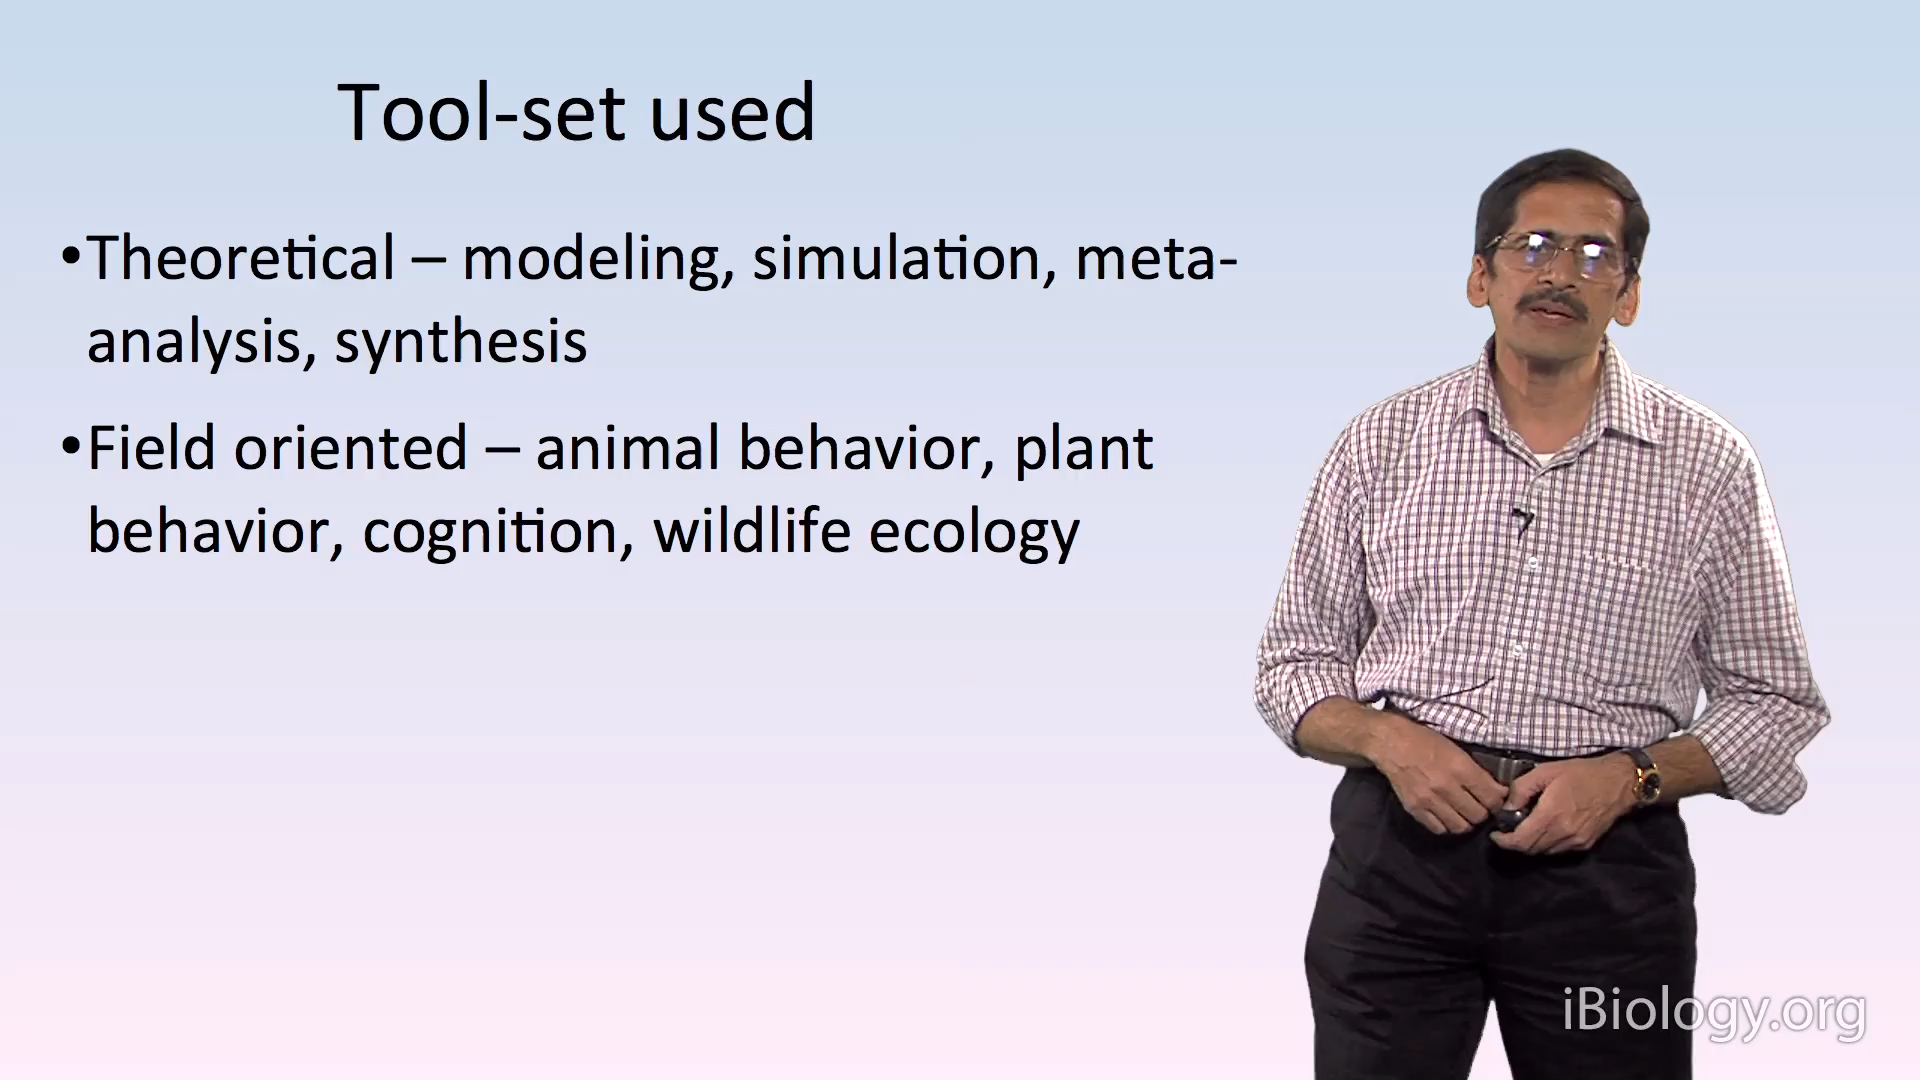 Tool-set used
•Theoretical – modeling, simulation, meta-
analysis, synthesis
•Field oriented – animal behavior, plant
behavior, cognition, wildlife ecology
iBiology.org